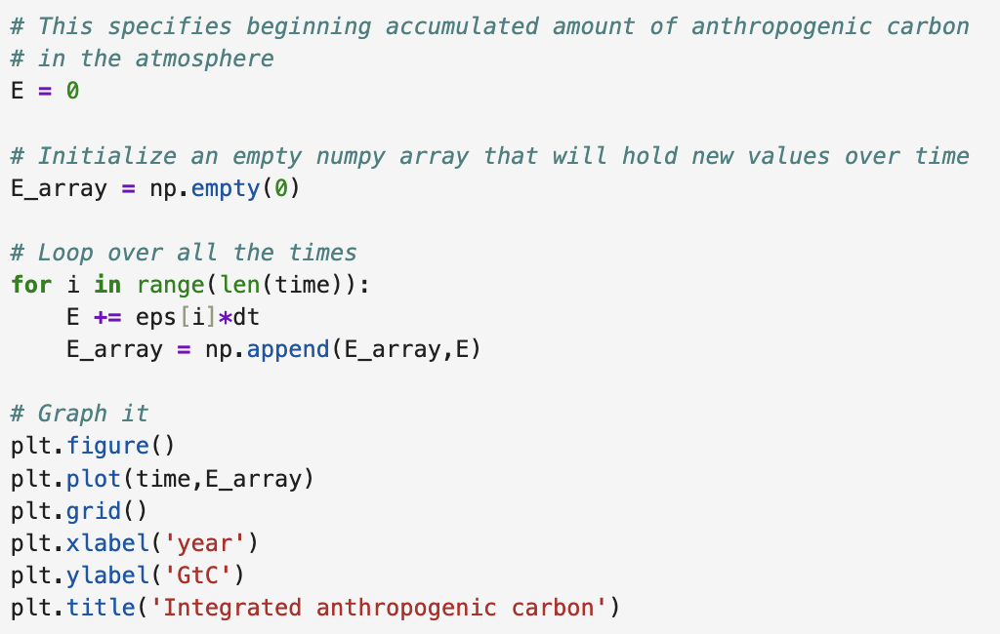 # This specifies beginning accumulated amount of anthropogenic carbon
# in the atmosphere
E = 0
# Initialize an empty numpy array that will hold new values over time
E_array = np.empty(0)
# Loop over all the times
for i in range(len(time)):
    E += eps[i]*dt
    E_array = np.append(E_array,E)
# Graph it
plt.figure()
plt.plot(time,E_array)
plt.grid()
plt.xlabel('year')
plt.ylabel('GtC')
plt.title('Integrated anthropogenic carbon')